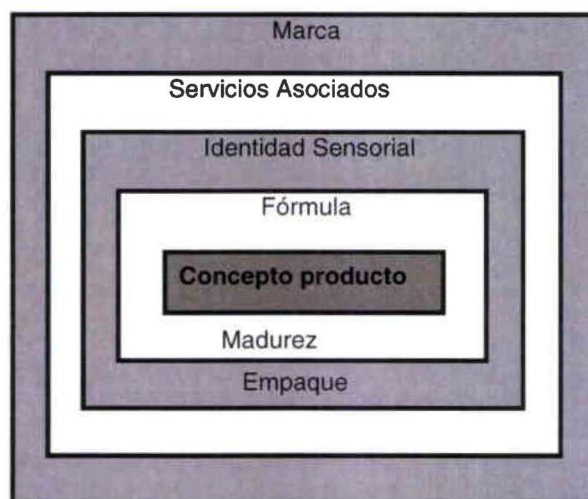 Marca
Servicios Asociados
Identidad Sensorial
Fórmula
Concepto producto
Madurez
Empaque